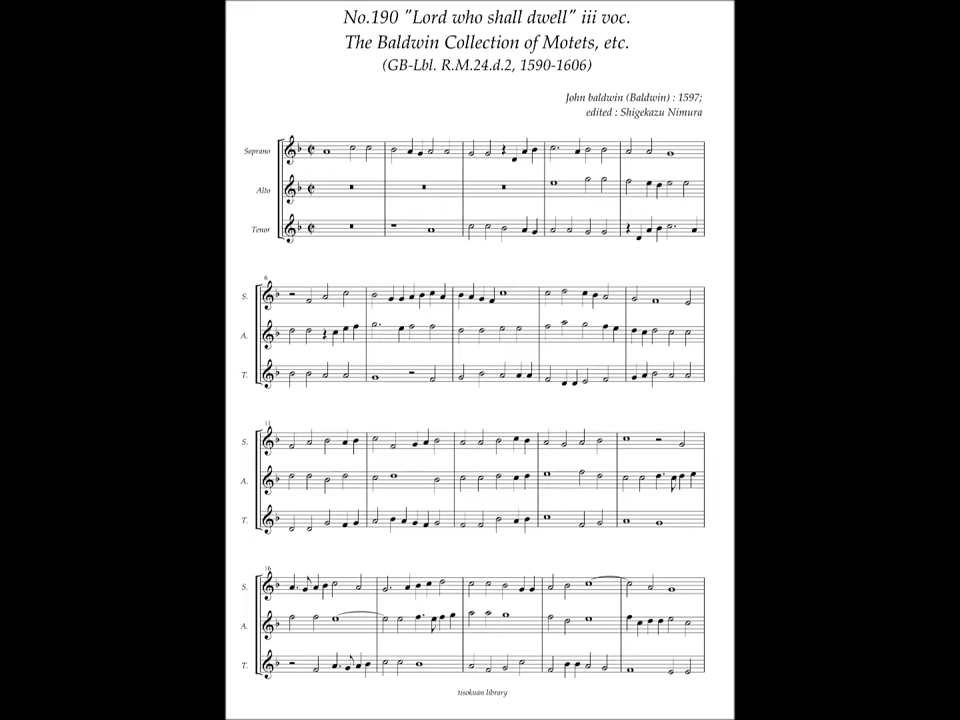 No.190 "Lord who shall dwell" iii voc.
The Baldwin Collection of Motets, etc.
(GB-Lbl. R.M.24.d.2, 1590-1606)
John baldwin (Baldwin) : 1597;
edited : Shigekazu Nimura
Soprano
Alto
Tenor
6
S.
A.
T.
11
S.
A.
T.
16
S.
A.
T.
tisokuan library